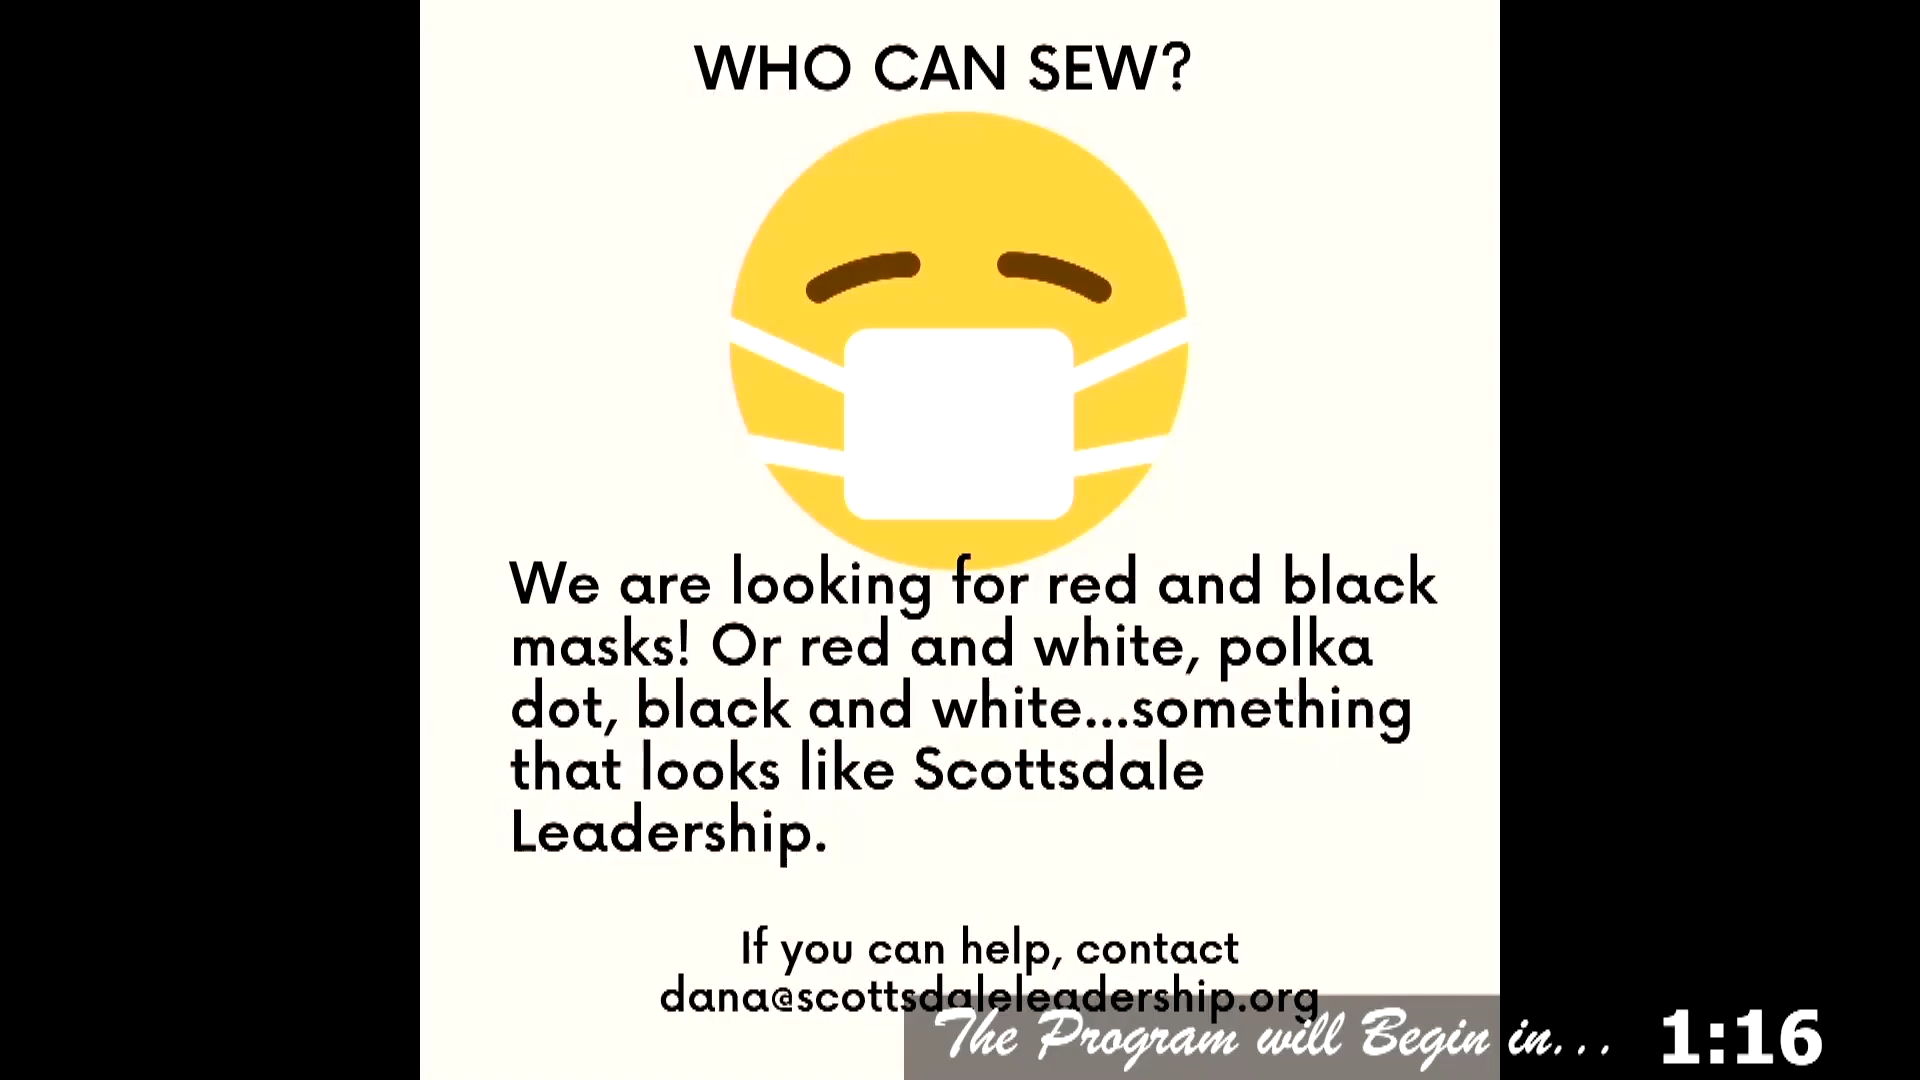 WHO CAN SEW?
We are looking for red and black
masks! Or red and white, polka
dot, black and white...something
that looks like Scottsdale
Leadership.
If you can help, contact
dana@scottsdaleleadership.org
The Program will Begin in... 1:16